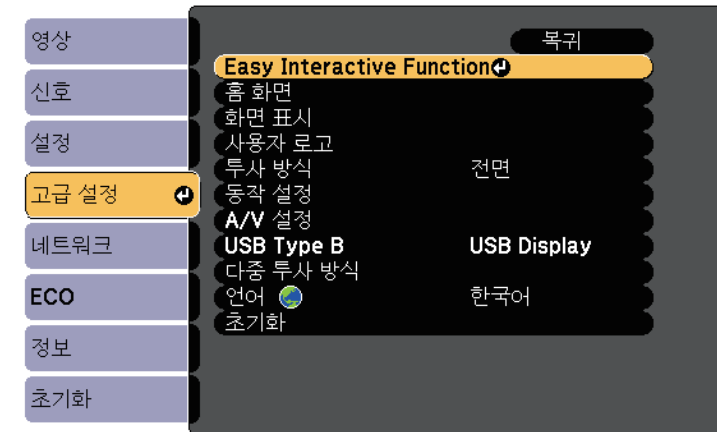 영상
신호
설정
고급 설정
네트워크
ECO
정보
초기화
복귀
Easy Interactive Function
홈 화면
화면 표시
사용자 로고
투사 방식 전면
동작 설정
A/V 설정
USB Type B USB Display
다중 투사 방식
언어 한국어
초기화